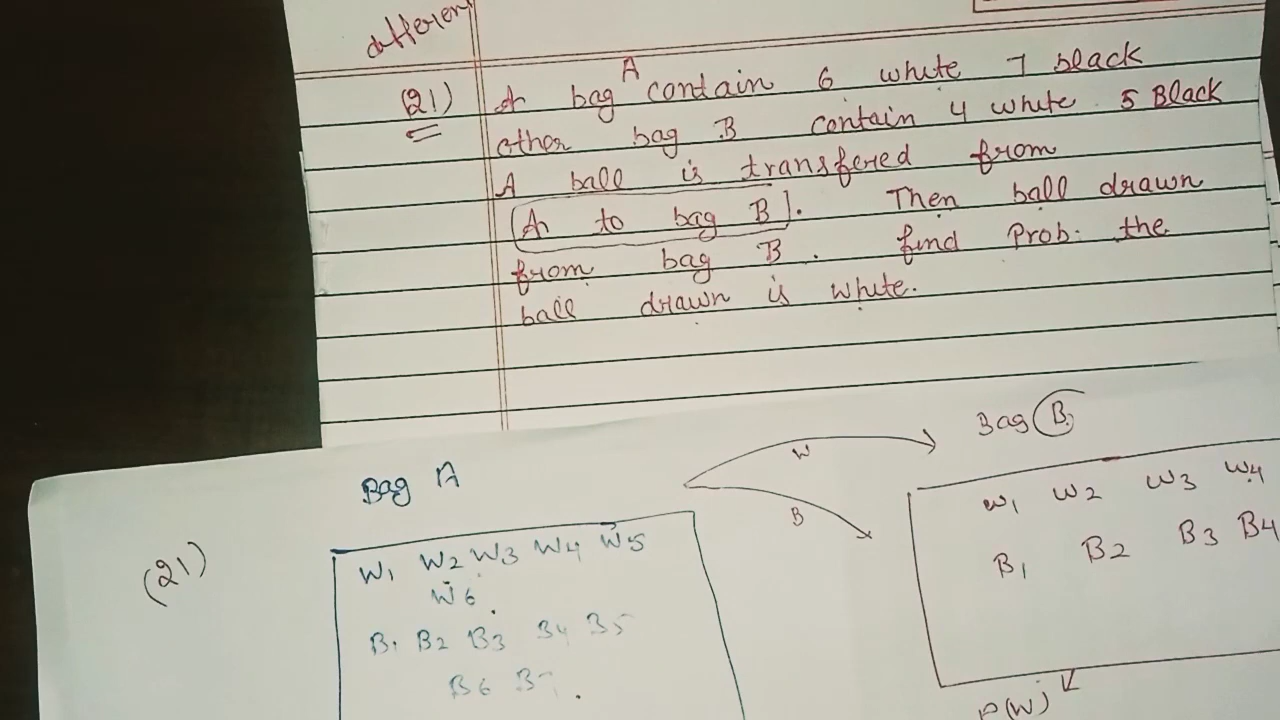 different
(21) A bag A contain 6 white 7 black
other bag B contain 4 white 5 Black
A ball is transfered from
(A to bag B). Then ball drawn
from bag B. find Prob. the
ball drawn is white.
Bag A
W
B
Bag B
(21)
W1 W2 W3 W4 W5
W6
B1 B2 B3 B4 B5
B6 B7
W1 W2 W3 W4
B1 B2 B3 B4
P(W)